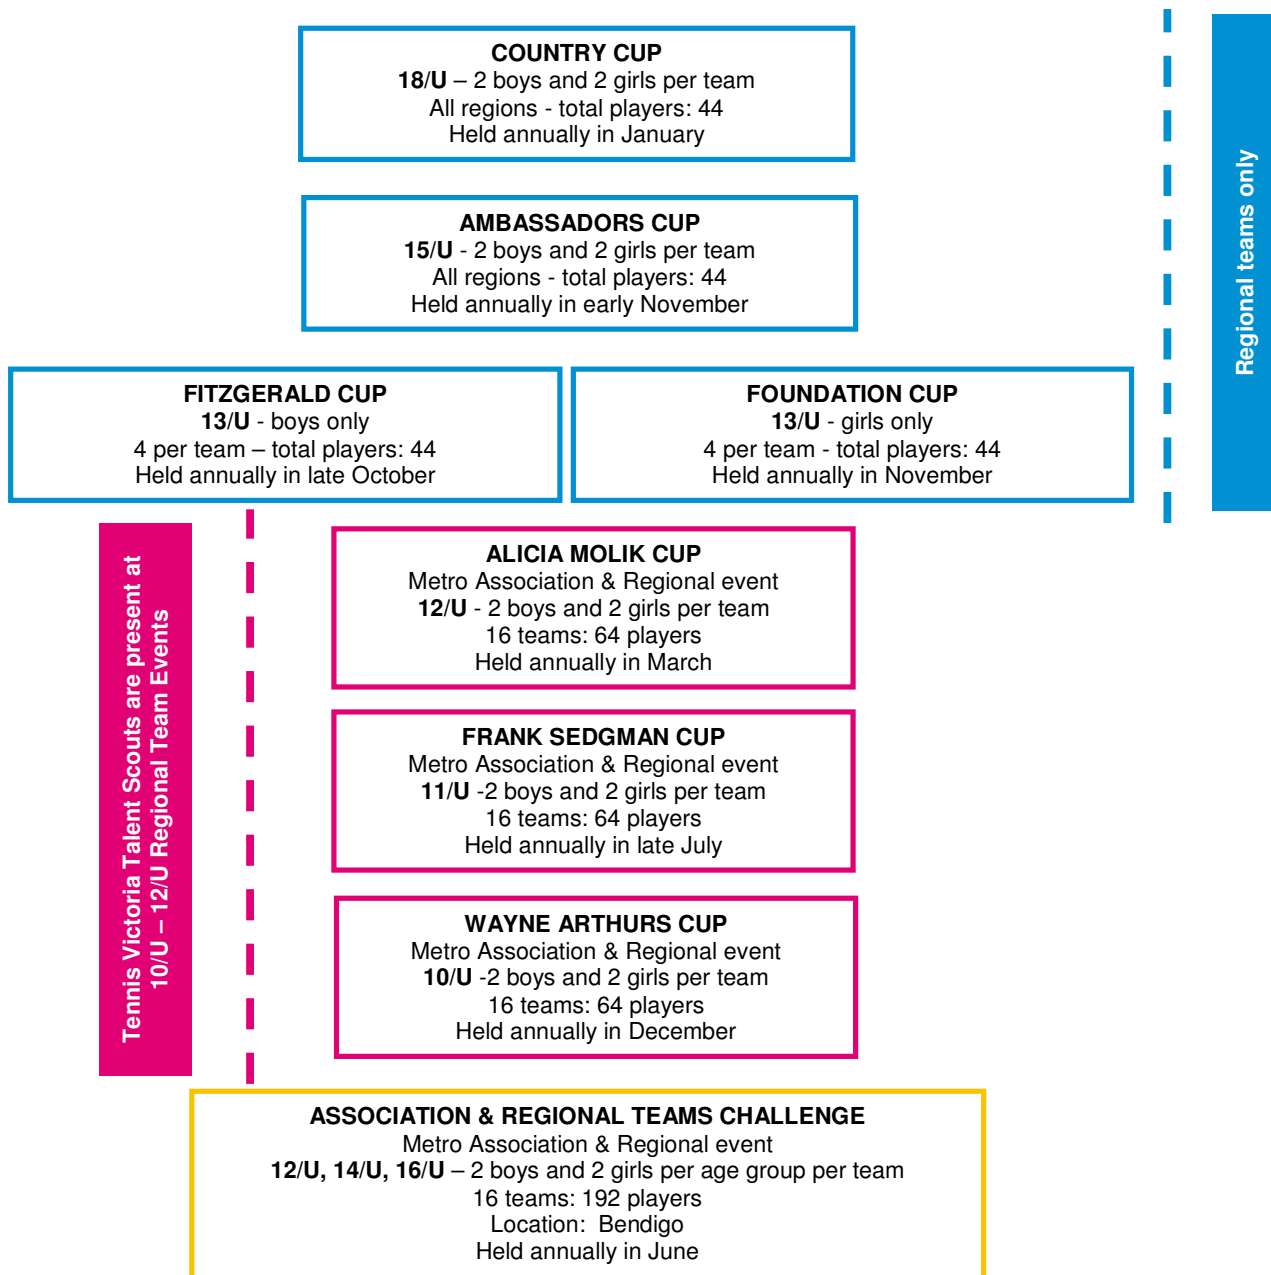 COUNTRY CUP
18/U – 2 boys and 2 girls per team
All regions - total players: 44
Held annually in January
AMBASSADORS CUP
15/U - 2 boys and 2 girls per team
All regions - total players: 44
Held annually in early November
Regional teams only
FITZGERALD CUP
13/U - boys only
4 per team – total players: 44
Held annually in late October
FOUNDATION CUP
13/U - girls only
4 per team - total players: 44
Held annually in November
Tennis Victoria Talent Scouts are present at
10/U – 12/U Regional Team Events
ALICIA MOLIK CUP
Metro Association & Regional event
12/U - 2 boys and 2 girls per team
16 teams: 64 players
Held annually in March
FRANK SEDGMAN CUP
Metro Association & Regional event
11/U -2 boys and 2 girls per team
16 teams: 64 players
Held annually in late July
WAYNE ARTHURS CUP
Metro Association & Regional event
10/U -2 boys and 2 girls per team
16 teams: 64 players
Held annually in December
ASSOCIATION & REGIONAL TEAMS CHALLENGE
Metro Association & Regional event
12/U, 14/U, 16/U – 2 boys and 2 girls per age group per team
16 teams: 192 players
Location:  Bendigo
Held annually in June